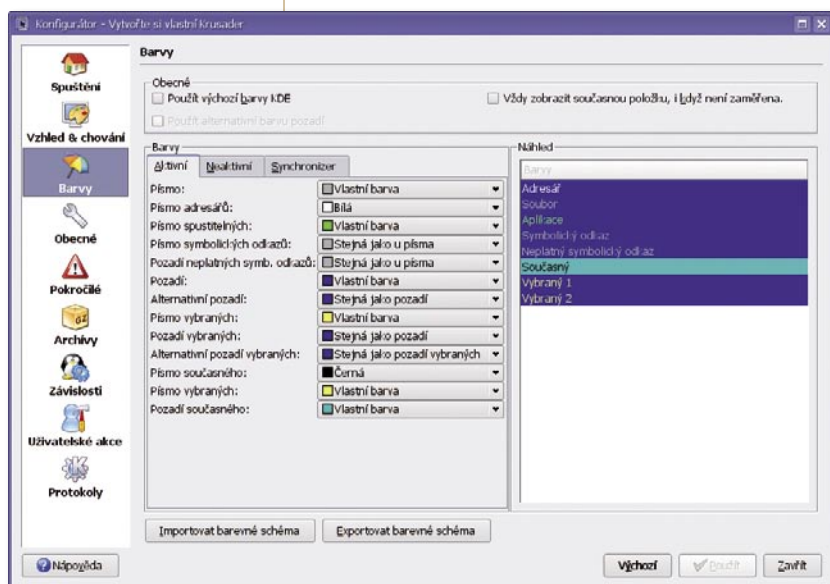 Konfigurátor - Vytvořte si vlastní Krusader
Spuštění
Vzhled & chování
Barvy
Obecné
Pokročilé
Archívy
Závislosti
Uživatelské akce
Protokoly
Barvy
Obecné
Použít výchozí barvy KDE
Vždy zobrazit současnou položku, i když není zaměřena.
Použít alternativní barvu pozadí
Barvy
Aktivní Neaktivní Synchronizer
Písmo: Vlastní barva
Písmo adresářů: Bílá
Písmo spustitelných: Vlastní barva
Písmo symbolických odkazů: Stejná jako u písma
Pozadí neplatných symb. odkazů: Stejná jako u písma
Pozadí: Vlastní barva
Alternativní pozadí: Stejná jako pozadí
Písmo vybraných: Vlastní barva
Pozadí vybraných: Stejná jako pozadí
Alternativní pozadí vybraných: Stejná jako pozadí vybraných
Písmo současného: Černá
Písmo vybraných: Vlastní barva
Pozadí současného: Vlastní barva
Náhled
Barvy
Adresář
Soubor
Aplikace
Symbolický odkaz
Neplatný symbolický odkaz
Současný
Vybraný 1
Vybraný 2
Importovat barevné schéma
Exportovat barevné schéma
Nápověda
Výchozí
Použít
Zavřít